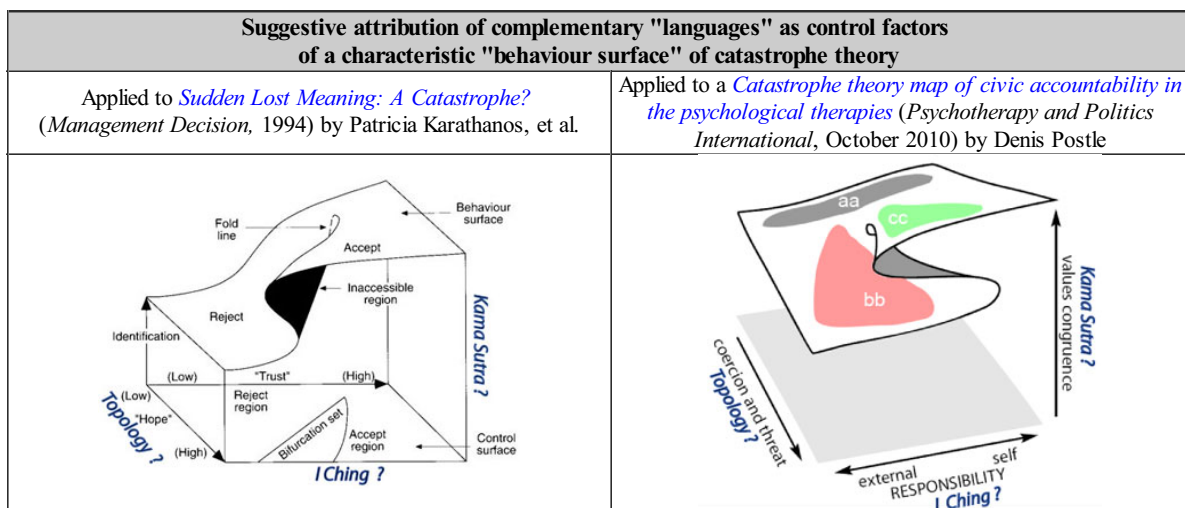 Suggestive attribution of complementary "languages" as control factors
of a characteristic "behaviour surface" of catastrophe theory
Applied to Sudden Lost Meaning: A Catastrophe?
(Management Decision, 1994) by Patricia Karathanos, et al.
Applied to a Catastrophe theory map of civic accountability in
the psychological therapies (Psychotherapy and Politics
International, October 2010) by Denis Postle
Fold
line
Behaviour
surface
Accept
Inaccessible
region
Reject
Identification
Kama Sutra ?
(Low)
"Trust"
(High)
(Low)
Reject
region
"Hope"
Topology ?
(High)
Bifurcation set
Accept
region
Control
surface
I Ching ?
aa
cc
bb
Kama Sutra ?
values congruence
coercion and threat
Topology ?
external
self
RESPONSIBILITY
I Ching ?